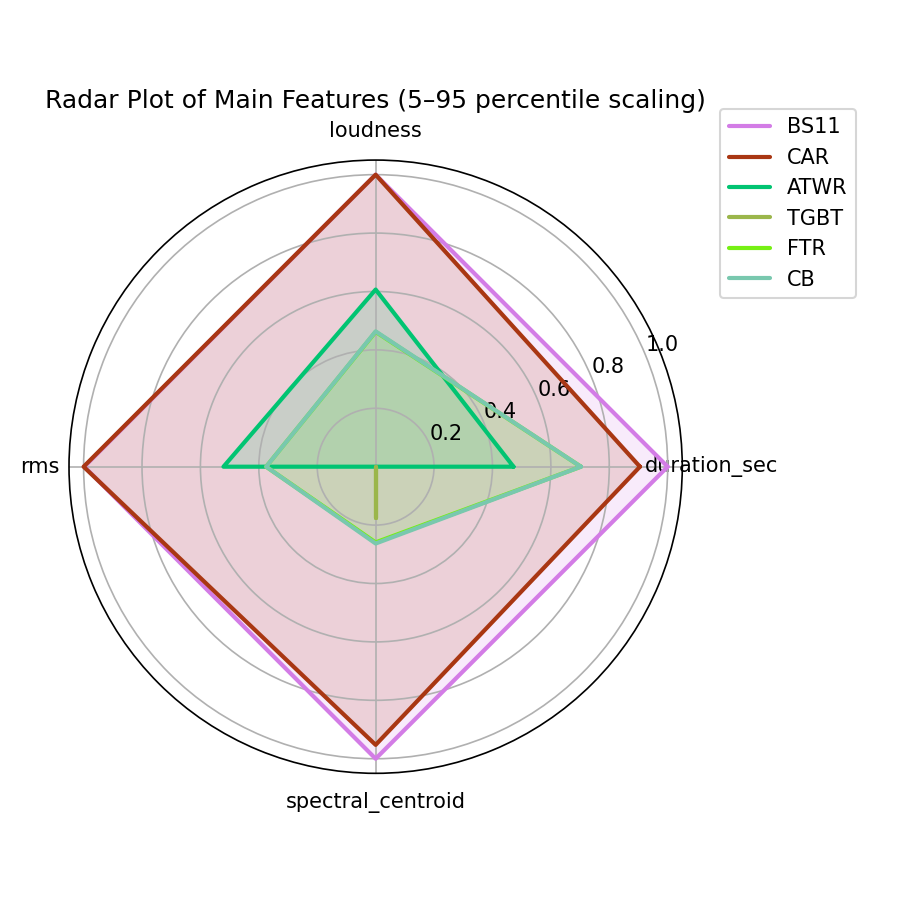 Radar Plot of Main Features (5–95 percentile scaling)
loudness
BS11
CAR
ATWR
TGBT
FTR
CB
1.0
0.8
0.6
0.4
0.2
rms
duration_sec
spectral_centroid